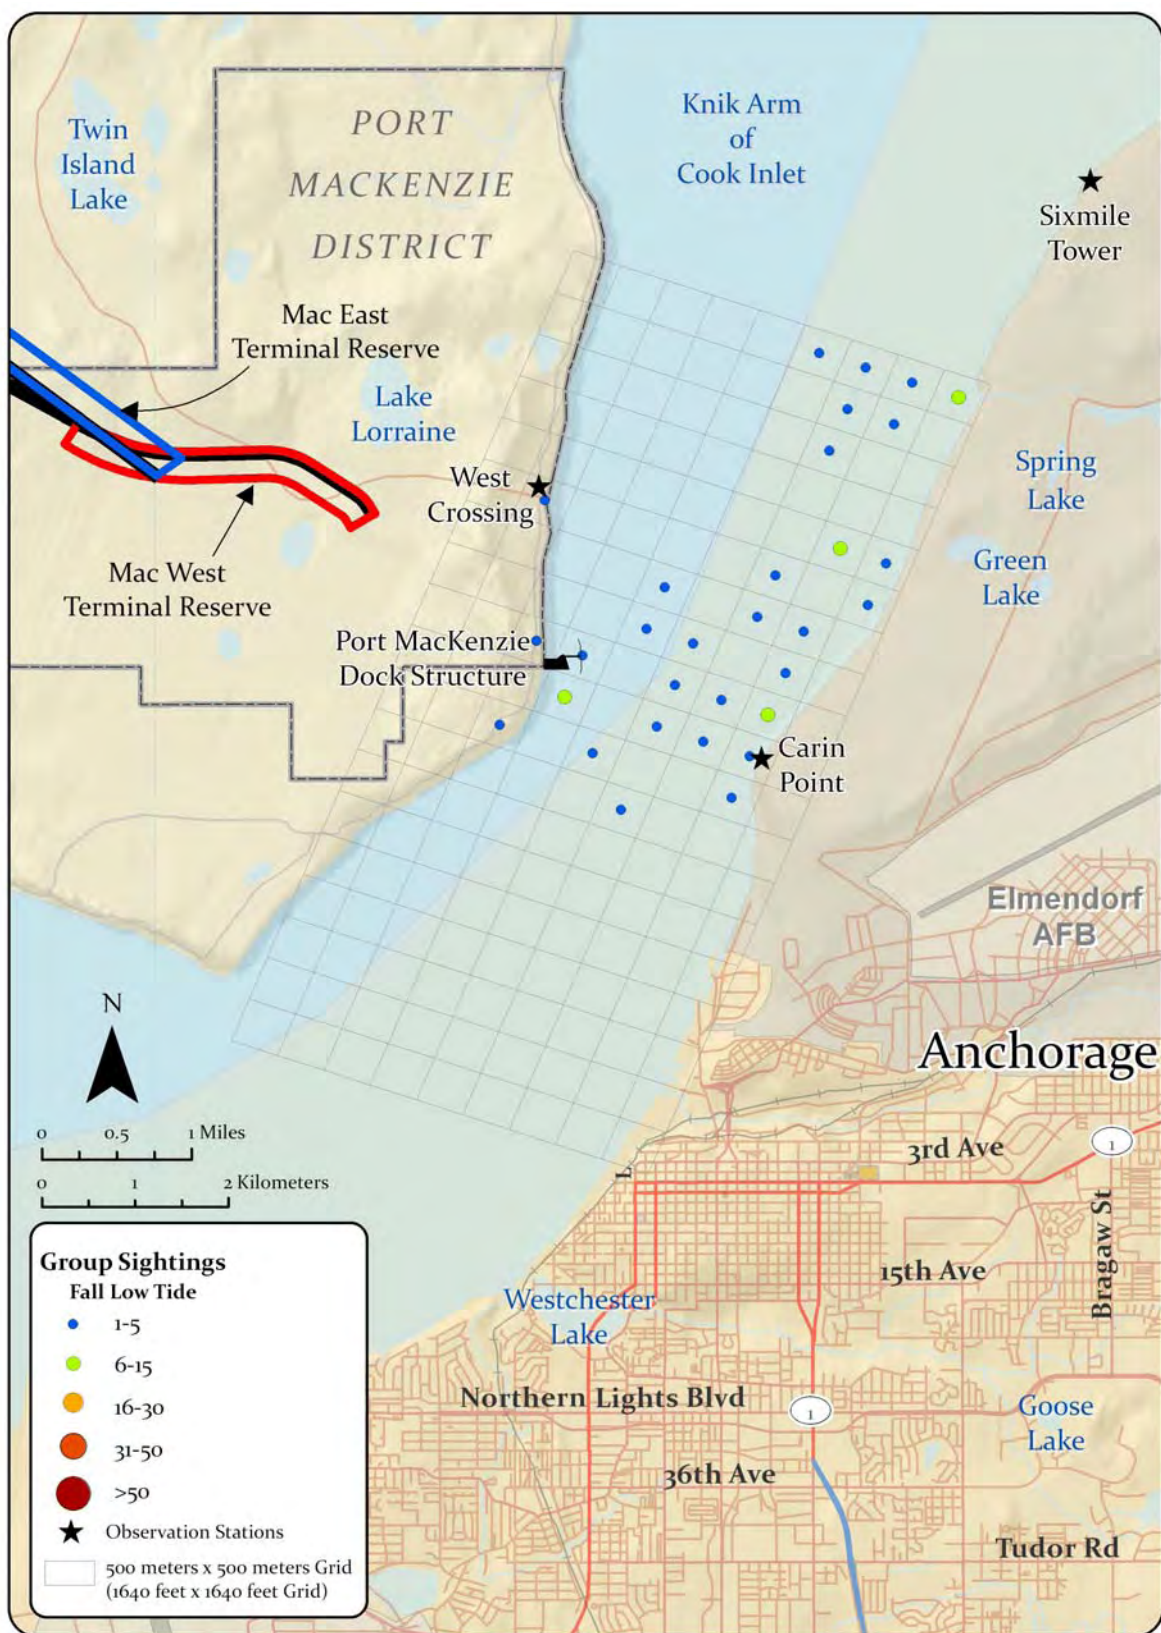 Twin
Island
Lake
PORT
MACKENZIE
DISTRICT
Knik Arm
of
Cook Inlet
Sixmile
Tower
Mac East
Terminal Reserve
Lake
Lorraine
West
Crossing
Spring
Lake
Green
Lake
Mac West
Terminal Reserve
Port MacKenzie
Dock Structure
Carin
Point
Elmendorf
AFB
Anchorage
N
0 0.5 1 Miles
0 1 2 Kilometers
3rd Ave
1
L
Bragaw St
15th Ave
Westchester
Lake
Northern Lights Blvd
1
Goose
Lake
36th Ave
Tudor Rd
Group Sightings
Fall Low Tide
1-5
6-15
16-30
31-50
>50
Observation Stations
500 meters x 500 meters Grid
(1640 feet x 1640 feet Grid)